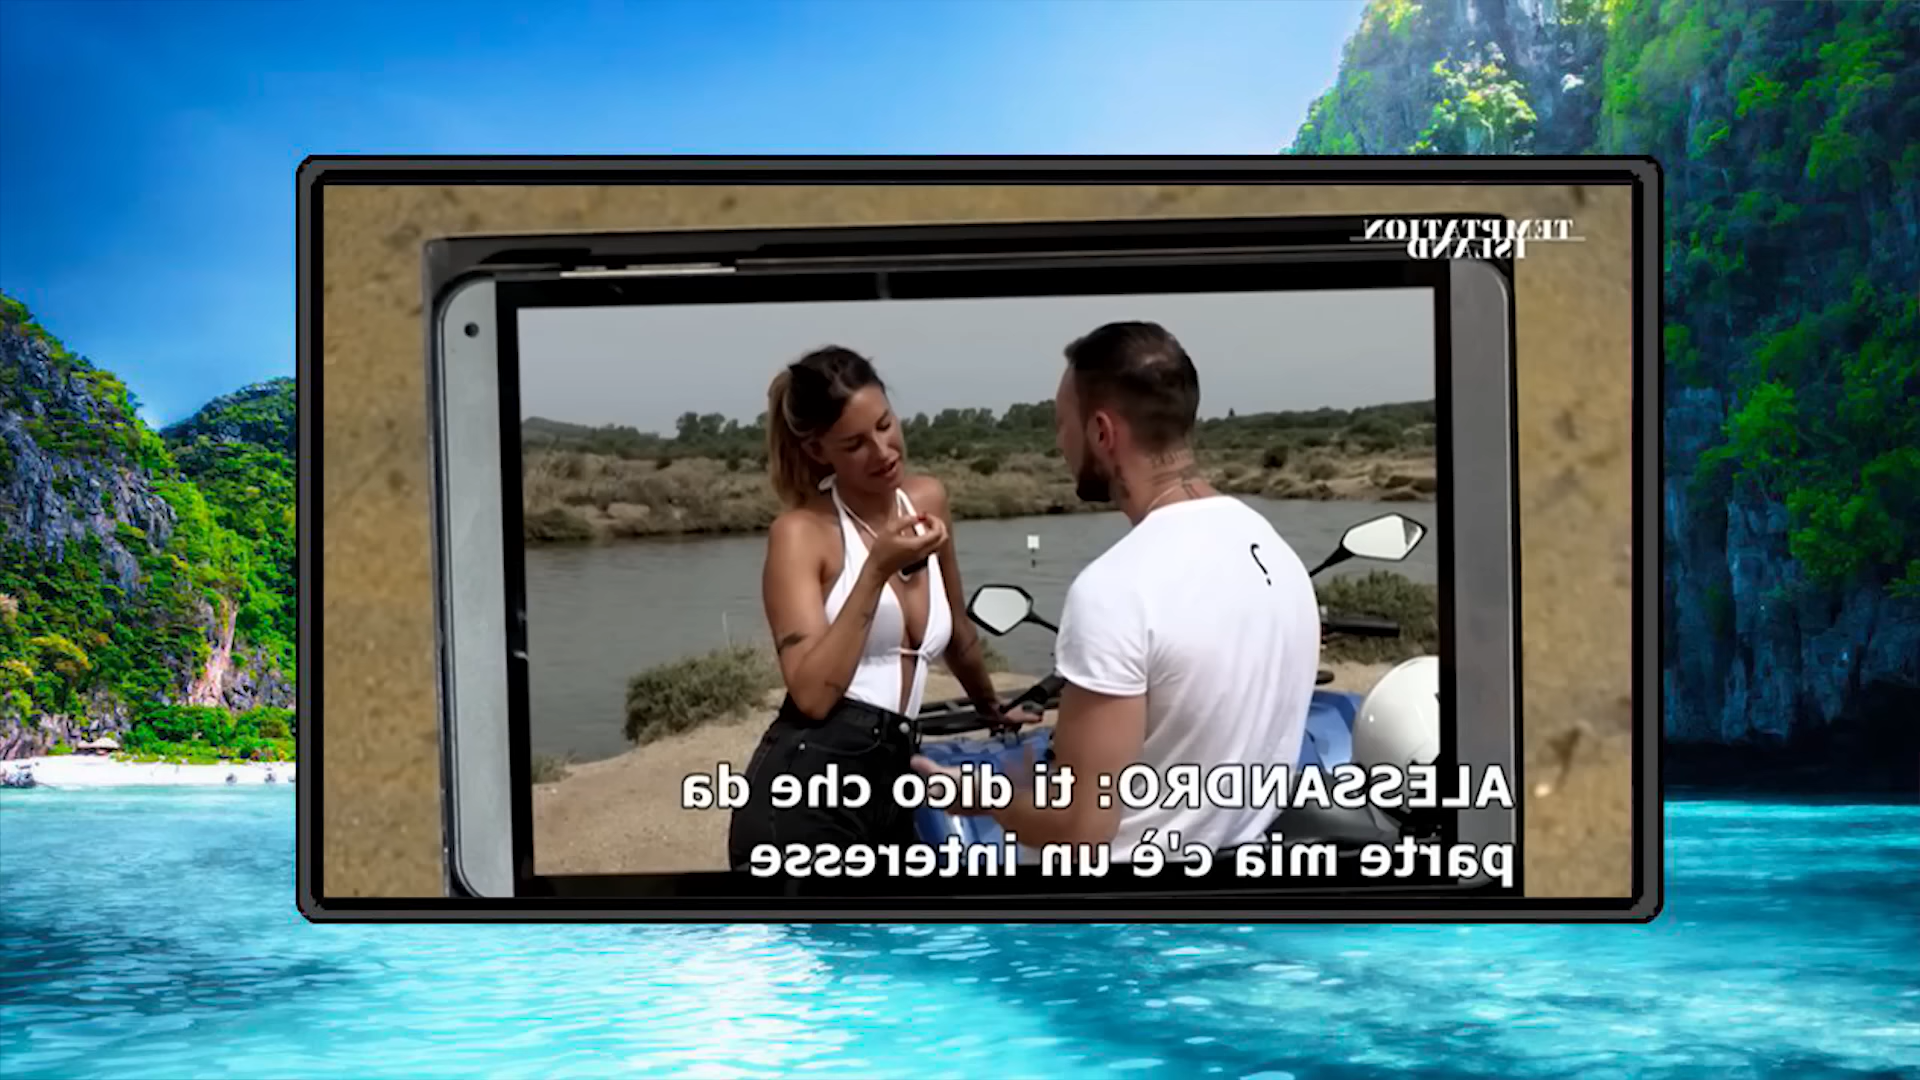 TEMPTATION
ISLAND
?
ALESSANDRO: ti dico che da
parte mia c'è un interesse